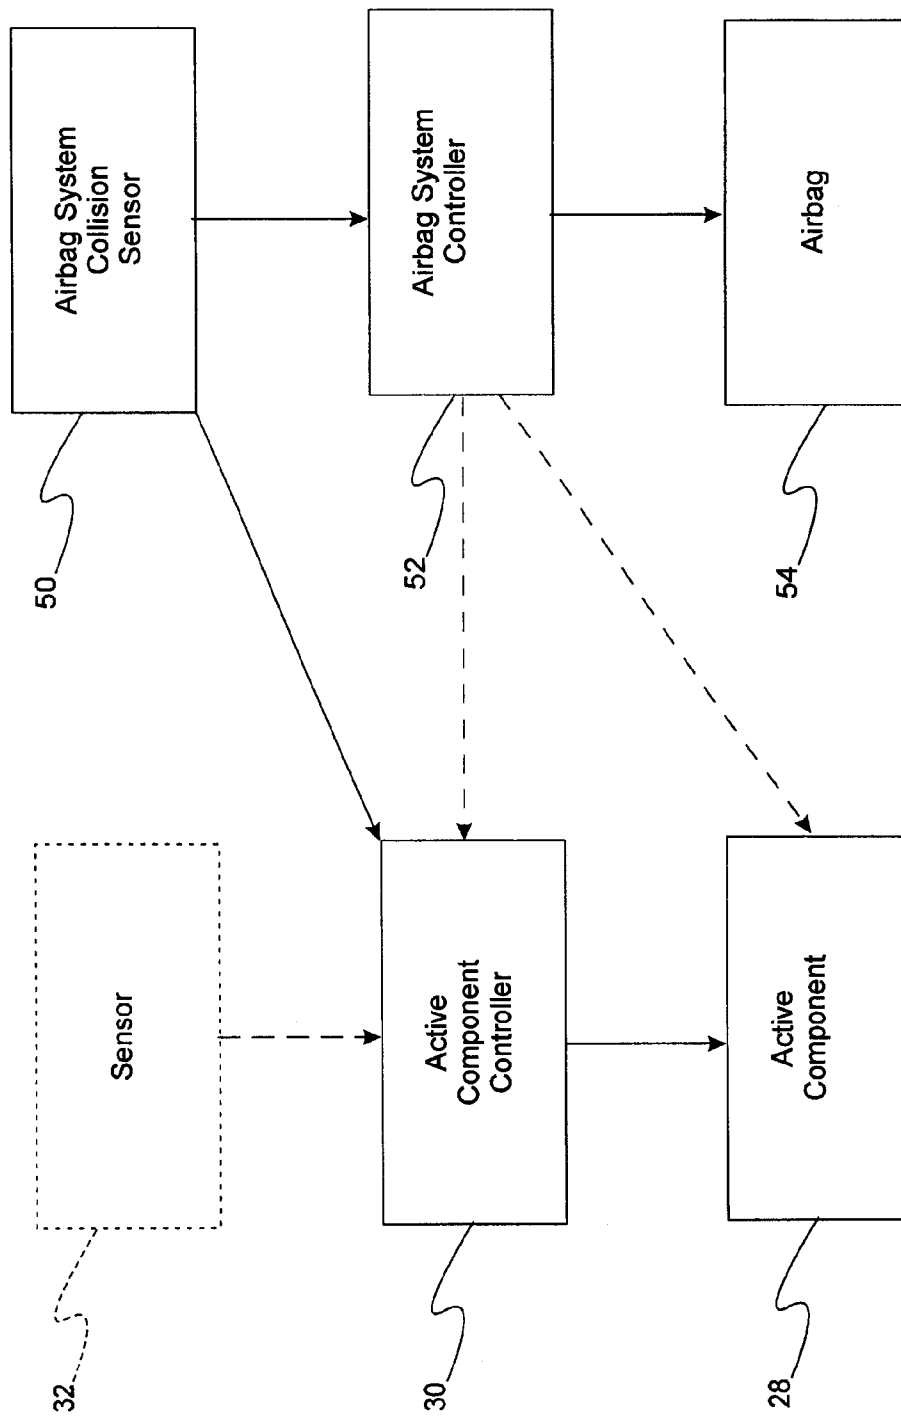 32
Sensor
50
Airbag System
Collision
Sensor
30
Active
Component
Controller
52
Airbag System
Controller
28
Active
Component
54
Airbag